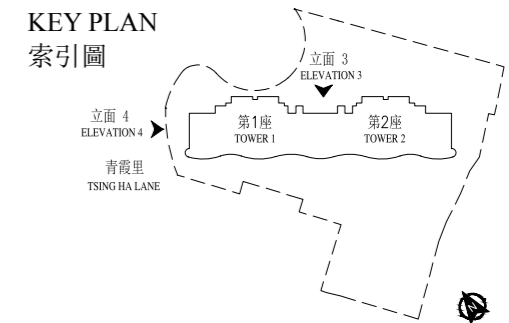 KEY PLAN
索引圖
立面 3
ELEVATION 3
立面 4
ELEVATION 4
第1座
TOWER 1
第2座
TOWER 2
青霞里
TSING HA LANE
N